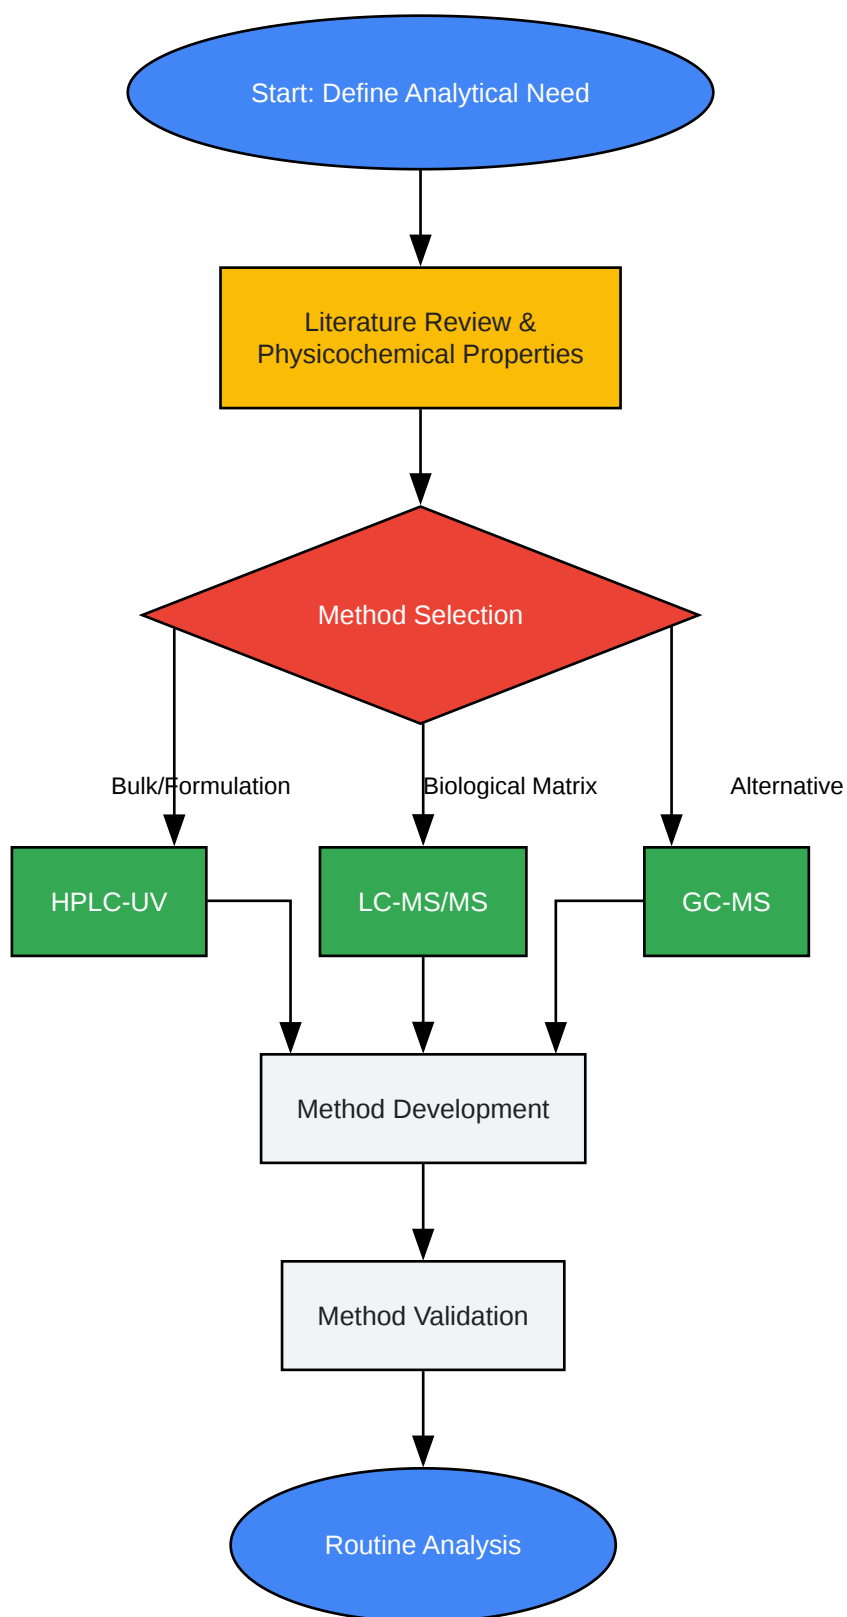 Start: Define Analytical Need
Literature Review &
Physicochemical Properties
Method Selection
Bulk/Formulation
Biological Matrix
Alternative
HPLC-UV
LC-MS/MS
GC-MS
Method Development
Method Validation
Routine Analysis